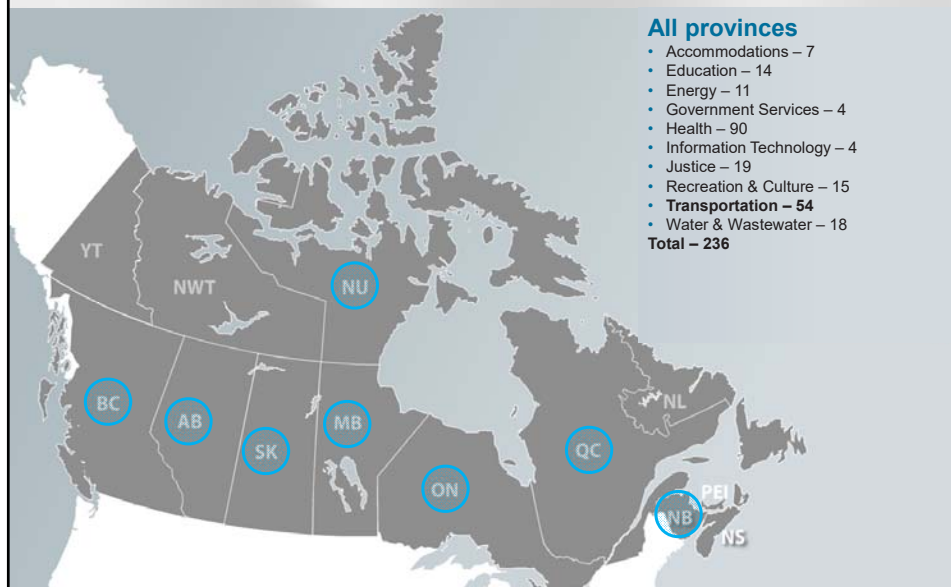 All provinces
• Accommodations – 7
• Education – 14
• Energy – 11
• Government Services – 4
• Health – 90
• Information Technology – 4
• Justice – 19
• Recreation & Culture – 15
• Transportation – 54
• Water & Wastewater – 18
Total – 236
YT
NWT
NU
BC
AB
SK
MB
ON
QC
NL
PEI
NB
NS